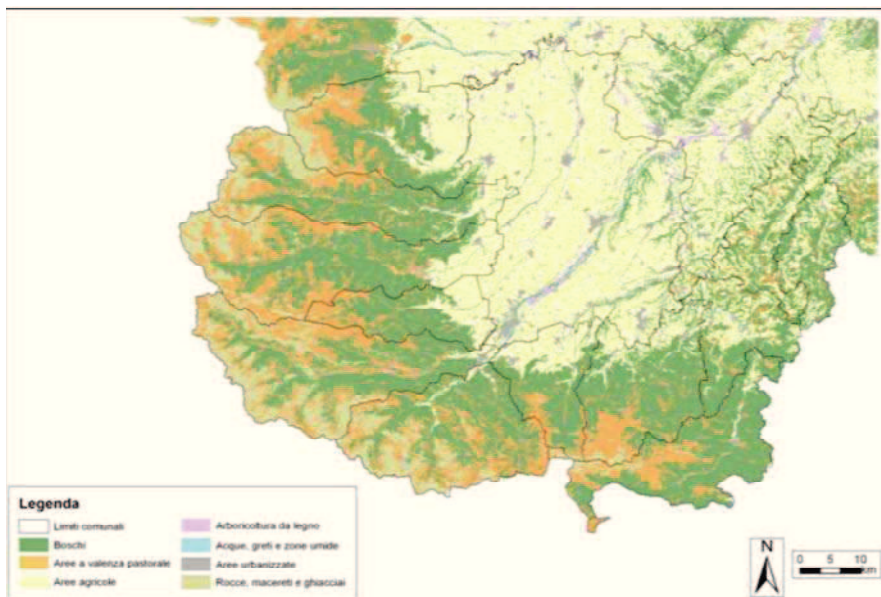 Legenda
Limiti comunali
Boschi
Aree a valenza pastorale
Aree agricole
Arboricoltura da legno
Acque, greti e zone umide
Aree urbanizzate
Rocce, macereti e ghiacciai
N
0 5 10
km